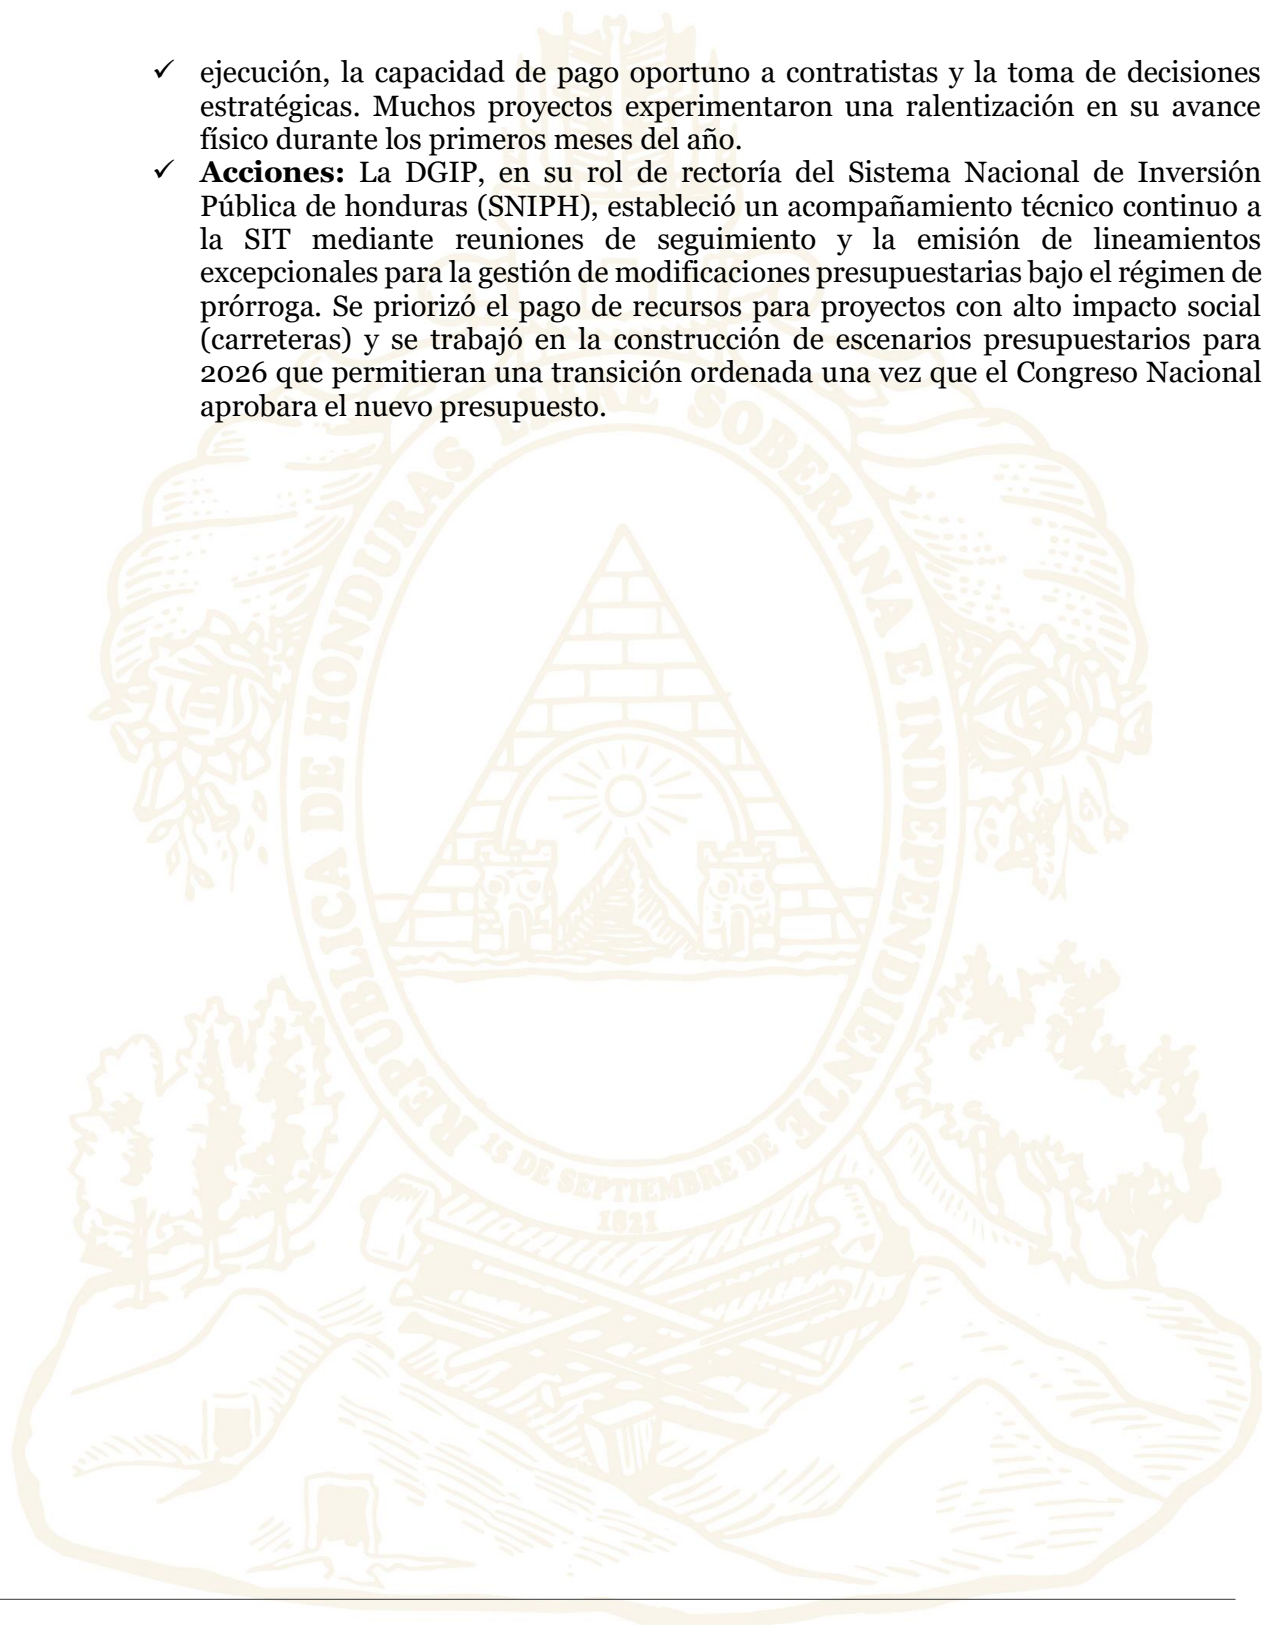 ✓ ejecución, la capacidad de pago oportuno a contratistas y la toma de decisiones
estratégicas. Muchos proyectos experimentaron una ralentización en su avance
físico durante los primeros meses del año.
✓ Acciones: La DGIP, en su rol de rectoría del Sistema Nacional de Inversión
Pública de honduras (SNIPH), estableció un acompañamiento técnico continuo a
la SIT mediante reuniones de seguimiento y la emisión de lineamientos
excepcionales para la gestión de modificaciones presupuestarias bajo el régimen de
prórroga. Se priorizó el pago de recursos para proyectos con alto impacto social
(carreteras) y se trabajó en la construcción de escenarios presupuestarios para
2026 que permitieran una transición ordenada una vez que el Congreso Nacional
aprobara el nuevo presupuesto.
REPUBLICA DE HONDURAS LIBRE SOBERANA E INDEPENDIENTE
15 DE SEPTIEMBRE DE
1821